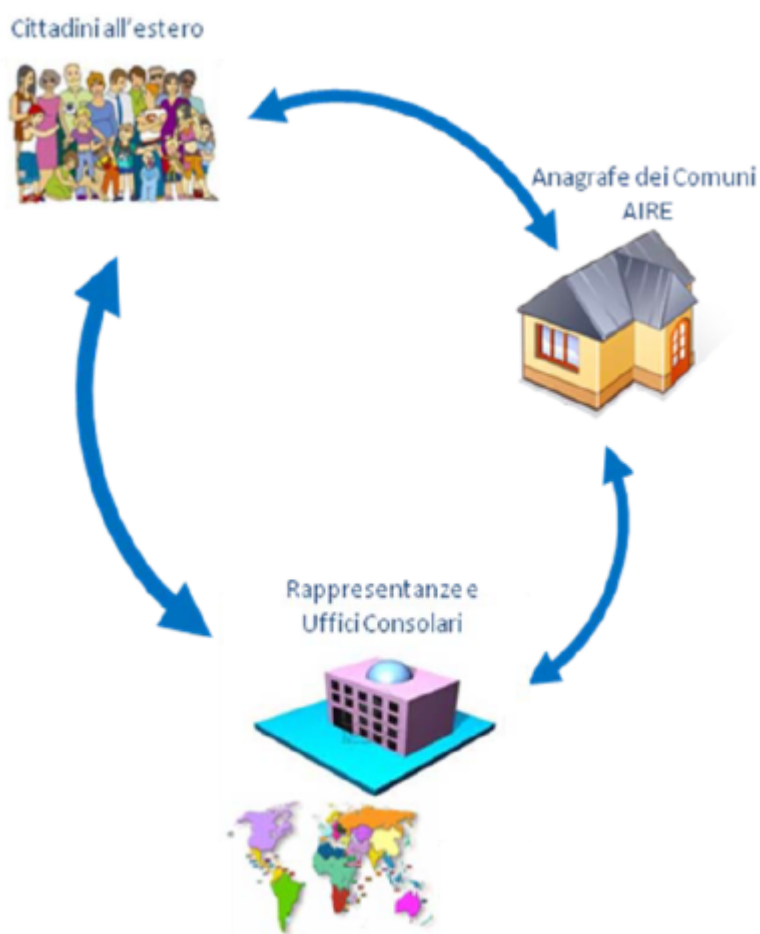 Cittadini all'estero
Anagrafe dei Comuni
AIRE
Rappresentanze e
Uffici Consolari